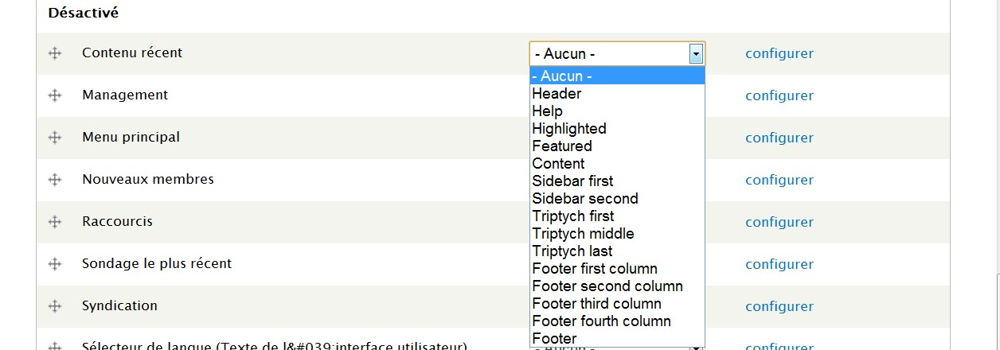 Désactivé
Contenu récent - Aucun - configurer
- Aucun -
Header
Management configurer
Help
Highlighted
Menu principal configurer
Featured
Content
Nouveaux membres configurer
Sidebar first
Sidebar second
Raccourcis configurer
Triptych first
Triptych middle
Triptych last
Sondage le plus récent configurer
Footer first column
Footer second column
Syndication configurer
Footer third column
Footer fourth column
Footer
Sélecteur de langue (Texte de l&#039;interface utilisateur) - Aucun - configurer